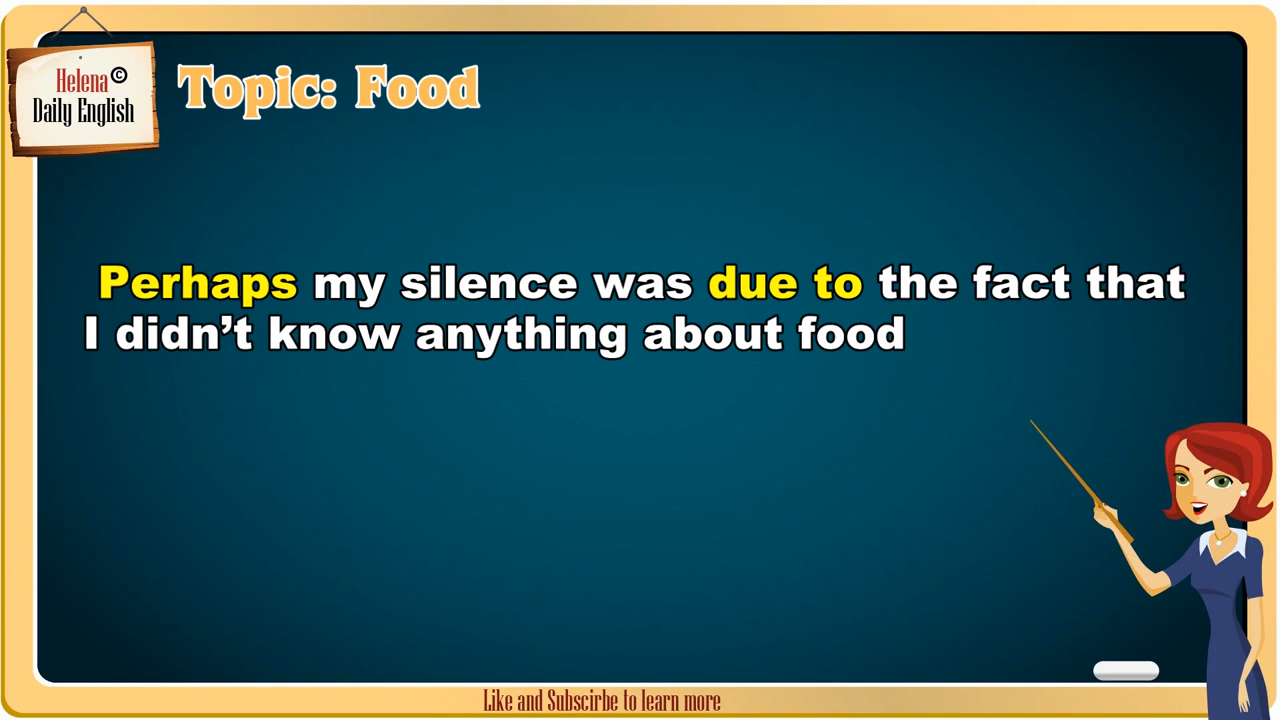 Helena©
Daily English
Topic: Food
Perhaps my silence was due to the fact that
I didn’t know anything about food
Like and Subscirbe to learn more